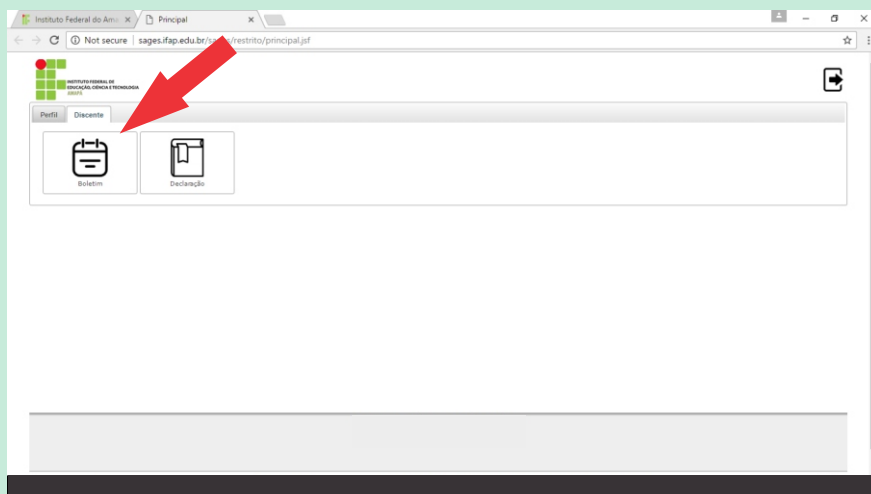 Instituto Federal do Ama
Principal
Not secure | sages.ifap.edu.br/sages/restrito/principal.jsf
INSTITUTO FEDERAL DE
EDUCAÇÃO, CIÊNCIA E TECNOLOGIA
AMAPÁ
Perfil
Discente
Boletim
Declaração